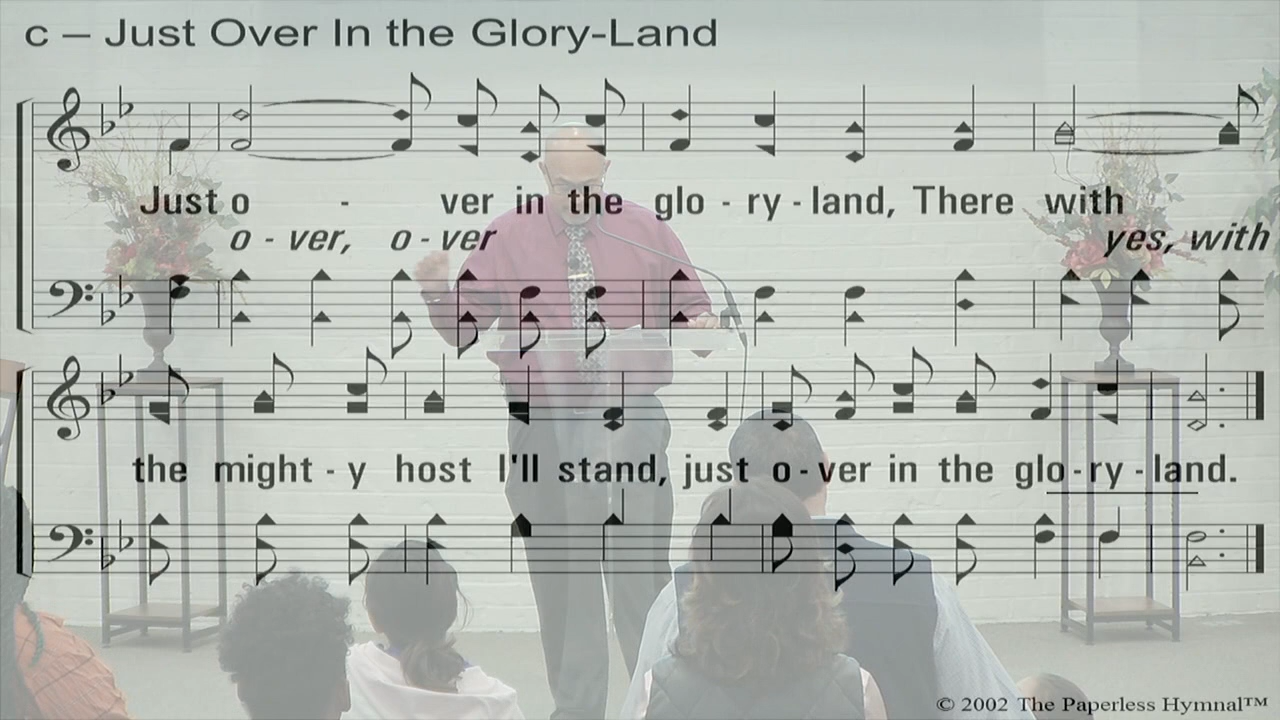 c – Just Over In the Glory-Land
Just o - ver in the glo - ry - land, There with
o - ver, o - ver yes, with
the might - y host I'll stand, just o - ver in the glo - ry - land.
© 2002 The Paperless Hymnal™